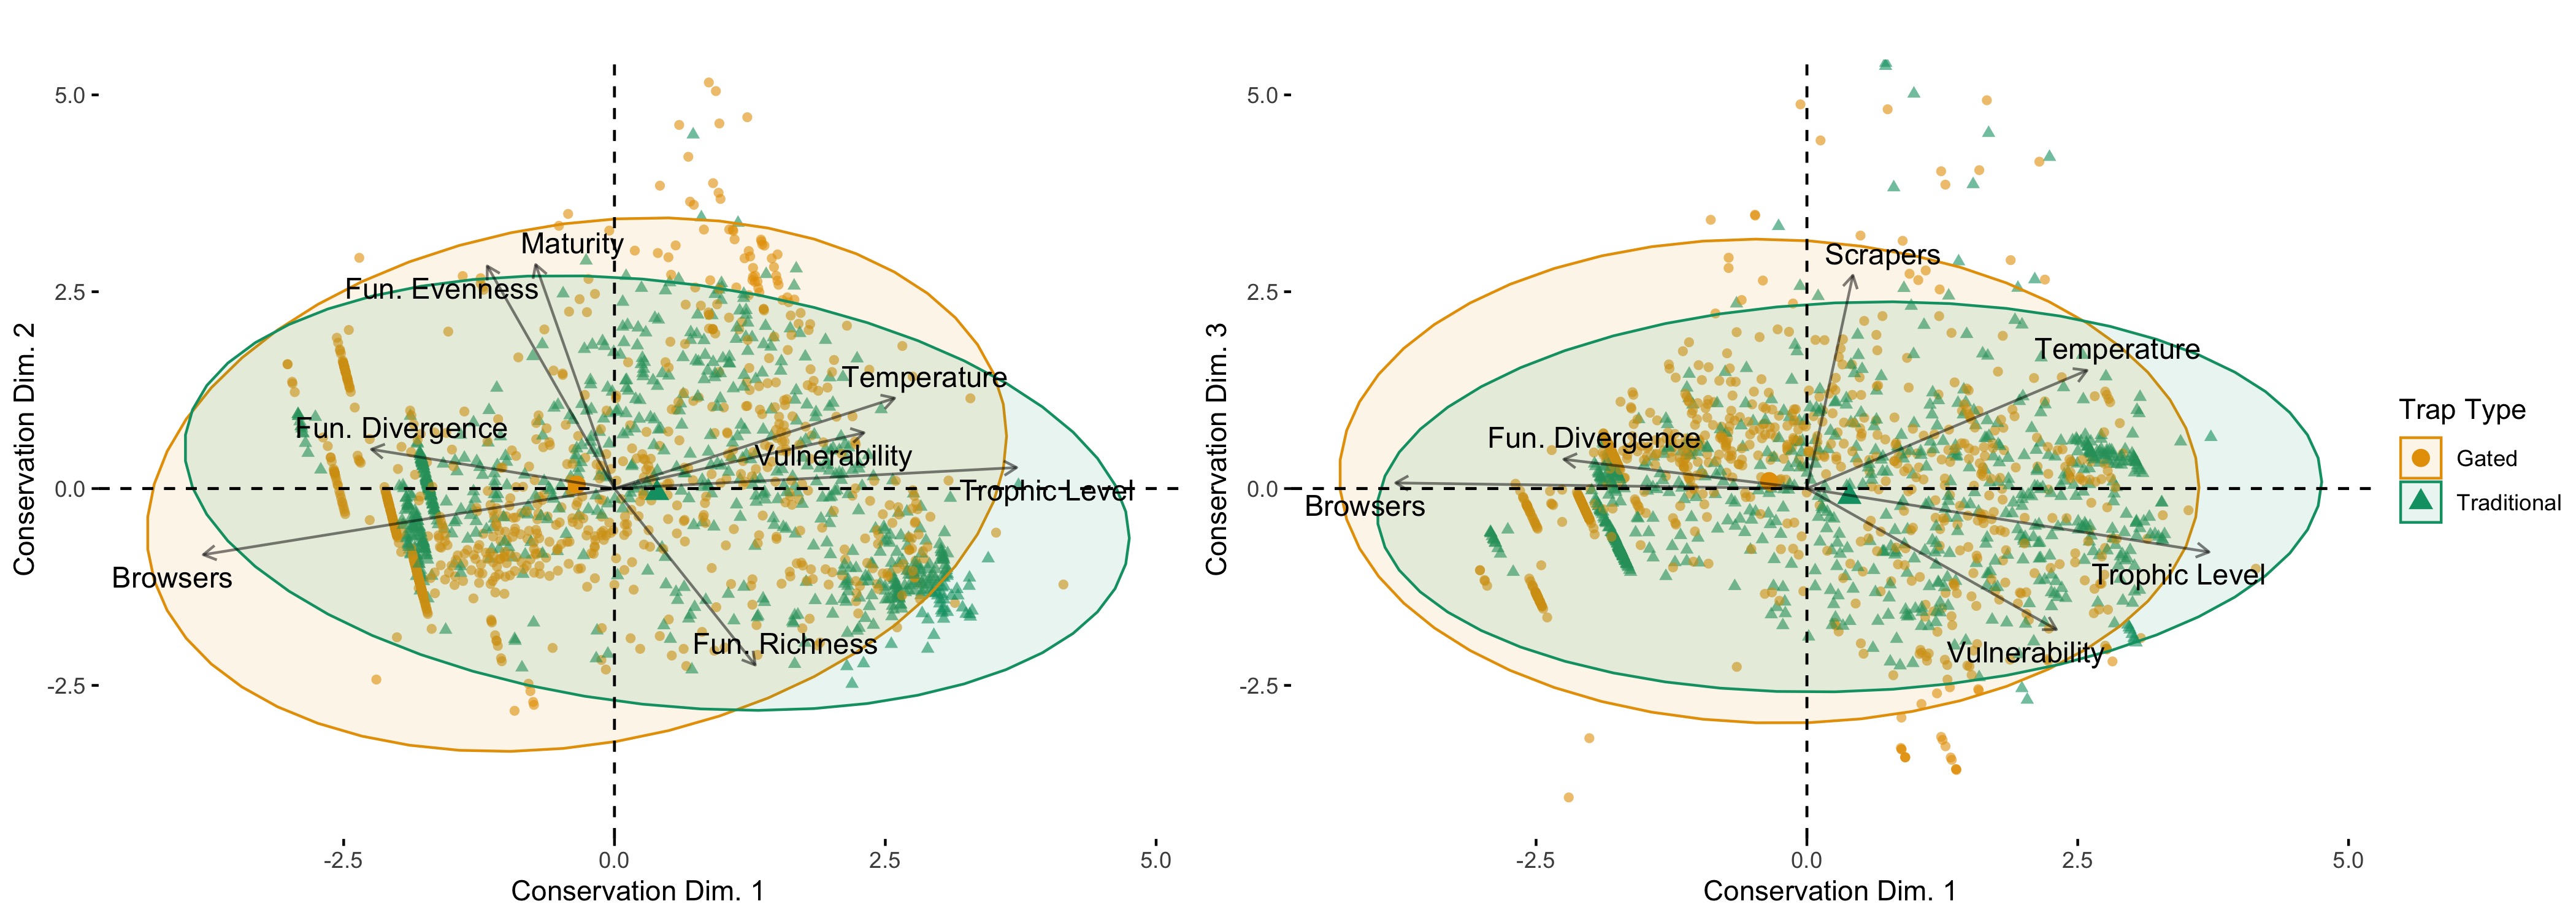 5.0
2.5
0.0
-2.5
Conservation Dim. 2
Maturity
Fun. Evenness
Temperature
Fun. Divergence
Vulnerability
Trophic Level
Browsers
Fun. Richness
-2.5
0.0
2.5
5.0
Conservation Dim. 1
5.0
2.5
0.0
-2.5
Conservation Dim. 3
Scrapers
Temperature
Fun. Divergence
Browsers
Trophic Level
Vulnerability
-2.5
0.0
2.5
5.0
Conservation Dim. 1
Trap Type
Gated
Traditional